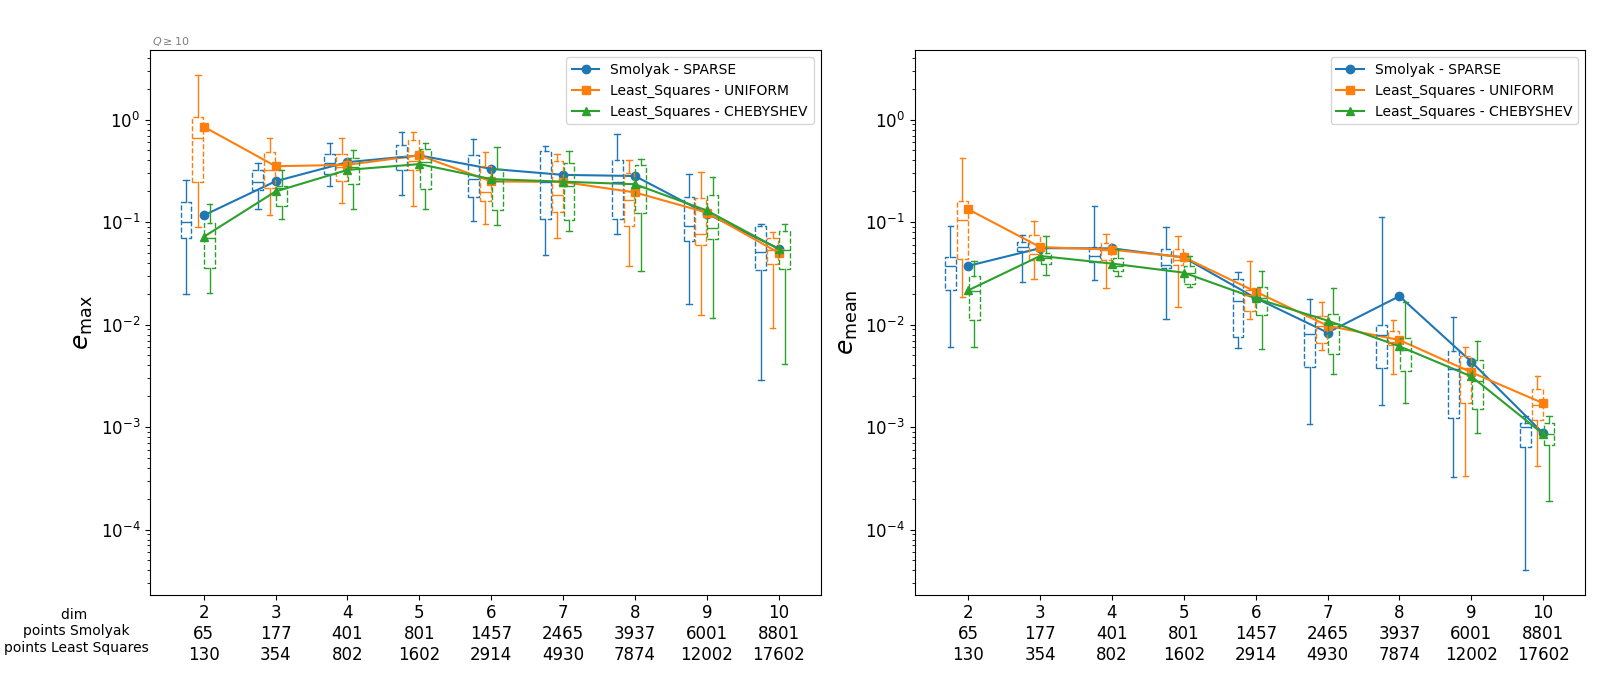 Q ≥ 10
Smolyak - SPARSE
Least_Squares - UNIFORM
Least_Squares - CHEBYSHEV
10⁰
10⁻¹
10⁻²
10⁻³
10⁻⁴
e_max
Smolyak - SPARSE
Least_Squares - UNIFORM
Least_Squares - CHEBYSHEV
10⁰
10⁻¹
10⁻²
10⁻³
10⁻⁴
e_mean
dim
points Smolyak
points Least Squares
2 3 4 5 6 7 8 9 10
65 177 401 801 1457 2465 3937 6001 8801
130 354 802 1602 2914 4930 7874 12002 17602
2 3 4 5 6 7 8 9 10
65 177 401 801 1457 2465 3937 6001 8801
130 354 802 1602 2914 4930 7874 12002 17602